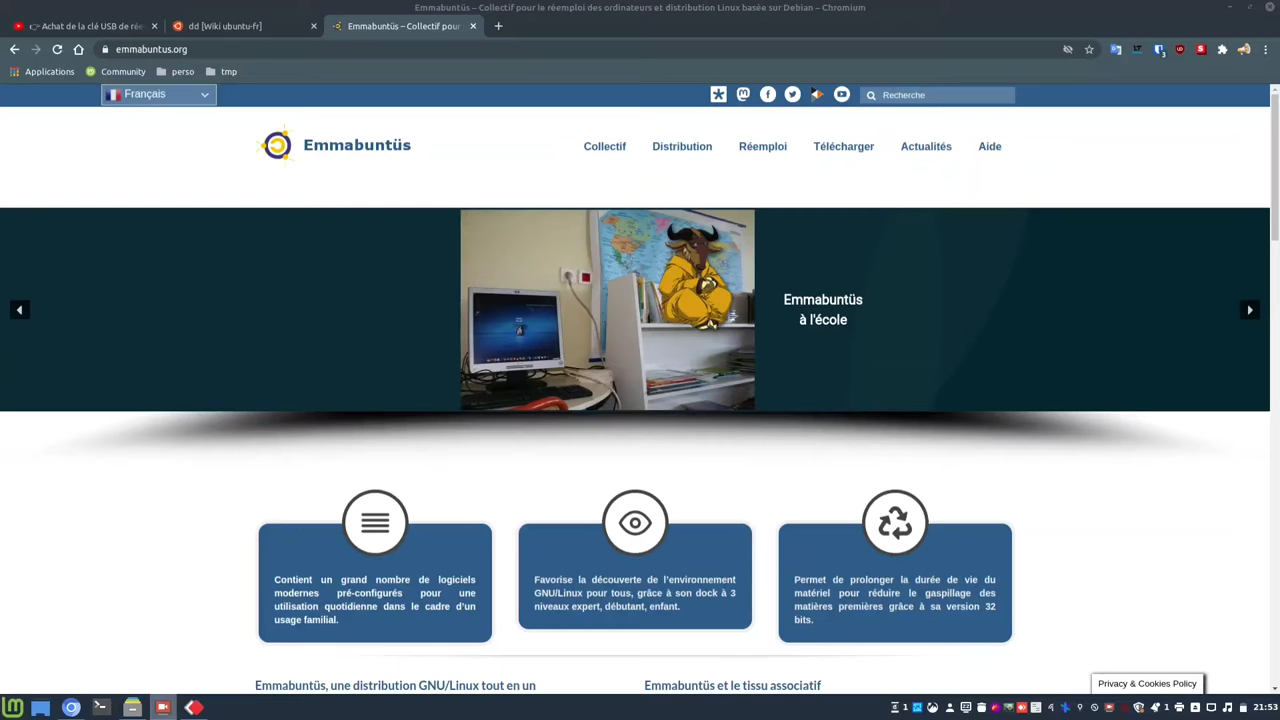 Emmabuntüs – Collectif pour le réemploi des ordinateurs et distribution Linux basée sur Debian – Chromium
Achat de la clé USB de rée
dd [Wiki ubuntu-fr]
Emmabuntüs – Collectif pour
emmabuntus.org
Applications
Community
perso
tmp
Français
Recherche
Emmabuntüs
Collectif
Distribution
Réemploi
Télécharger
Actualités
Aide
Emmabuntüs
à l'école
Contient un grand nombre de logiciels
modernes pré-configurés pour une
utilisation quotidienne dans le cadre d’un
usage familial.
Favorise la découverte de l’environnement
GNU/Linux pour tous, grâce à son dock à 3
niveaux expert, débutant, enfant.
Permet de prolonger la durée de vie du
matériel pour réduire le gaspillage des
matières premières grâce à sa version 32
bits.
Emmabuntüs, une distribution GNU/Linux tout en un
Emmabuntüs et le tissu associatif
Privacy & Cookies Policy
1
1
21:53